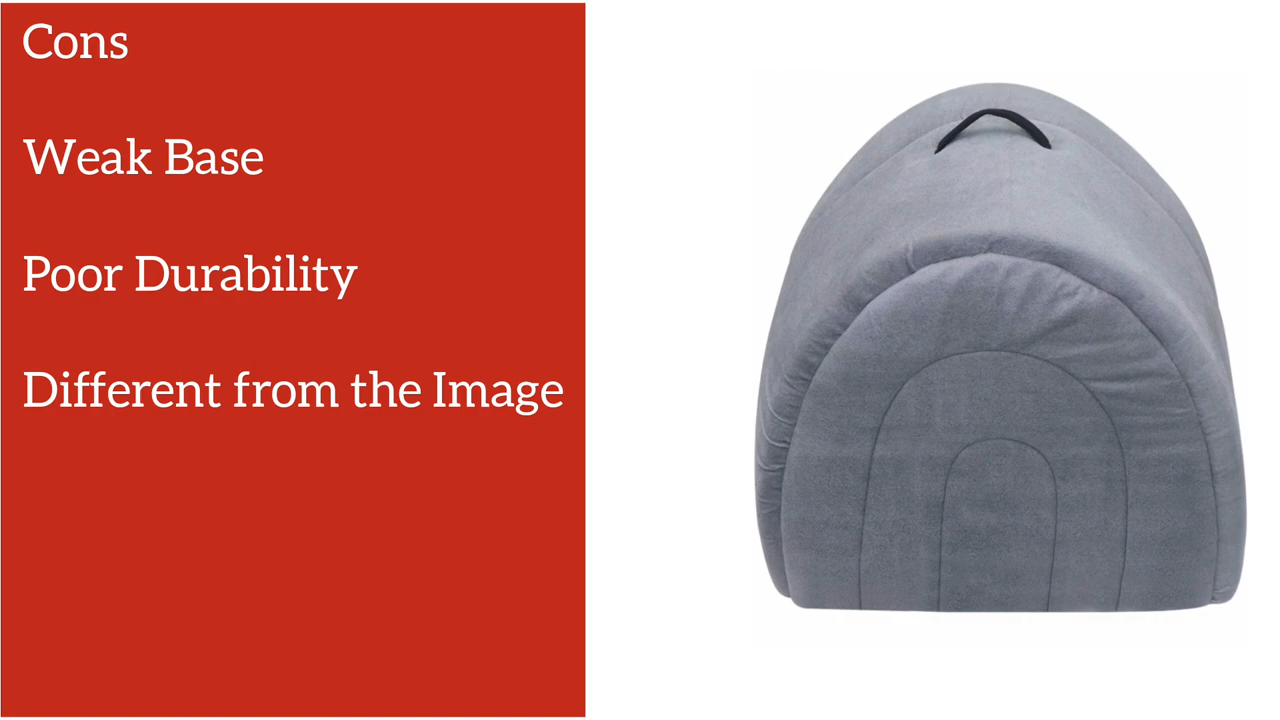 Cons
Weak Base
Poor Durability
Different from the Image